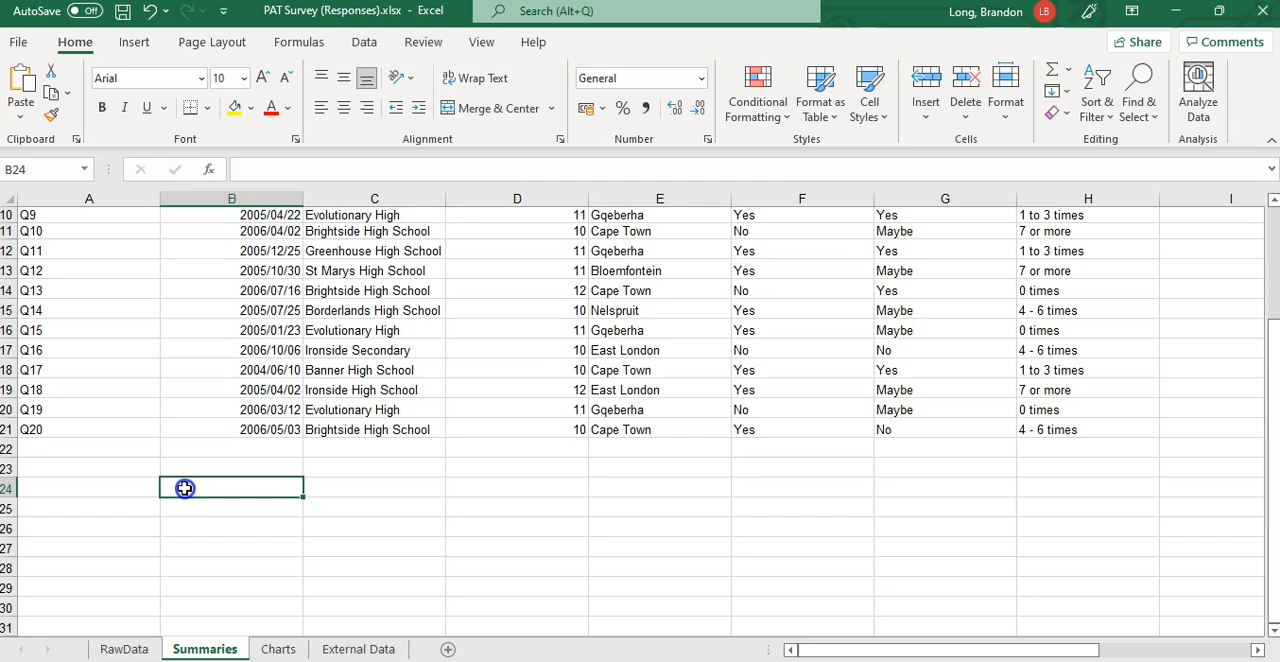 AutoSave Off PAT Survey (Responses).xlsx - Excel Search (Alt+Q) Long, Brandon LB
File Home Insert Page Layout Formulas Data Review View Help Share Comments
Paste Arial 10 Wrap Text General Conditional Formatting Format as Table Cell Styles Insert Delete Format Sort & Filter Find & Select Analyze Data
B I U A Merge & Center %
Clipboard Font Alignment Number Styles Cells Editing Analysis
B24 fx
A B C D E F G H I
10 Q9 2005/04/22 Evolutionary High 11 Gqeberha Yes Yes 1 to 3 times
11 Q10 2006/04/02 Brightside High School 10 Cape Town No Maybe 7 or more
12 Q11 2005/12/25 Greenhouse High School 11 Gqeberha Yes Yes 1 to 3 times
13 Q12 2005/10/30 St Marys High School 11 Bloemfontein Yes Maybe 7 or more
14 Q13 2006/07/16 Brightside High School 12 Cape Town No Yes 0 times
15 Q14 2005/07/25 Borderlands High School 10 Nelspruit Yes Maybe 4 - 6 times
16 Q15 2005/01/23 Evolutionary High 11 Gqeberha Yes Maybe 0 times
17 Q16 2006/10/06 Ironside Secondary 10 East London No No 4 - 6 times
18 Q17 2004/06/10 Banner High School 10 Cape Town Yes Yes 1 to 3 times
19 Q18 2005/04/02 Ironside High School 12 East London Yes Maybe 7 or more
20 Q19 2006/03/12 Evolutionary High 11 Gqeberha No Maybe 0 times
21 Q20 2006/05/03 Brightside High School 10 Cape Town Yes No 4 - 6 times
22
23
24
25
26
27
28
29
30
31
RawData Summaries Charts External Data